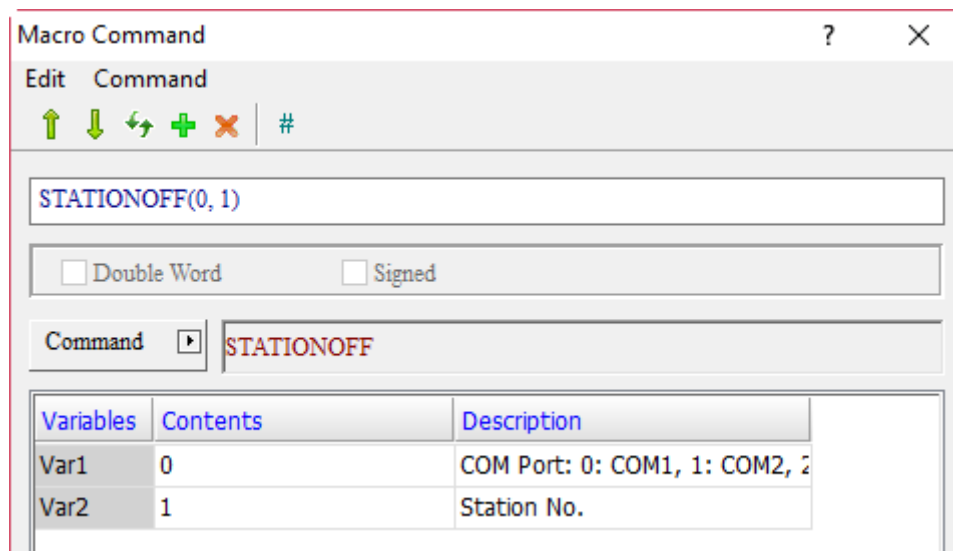 Macro Command ?
Edit Command
#
STATIONOFF(0, 1)
Double Word Signed
Command STATIONOFF
Variables Contents Description
Var1 0 COM Port: 0: COM1, 1: COM2,
Var2 1 Station No.